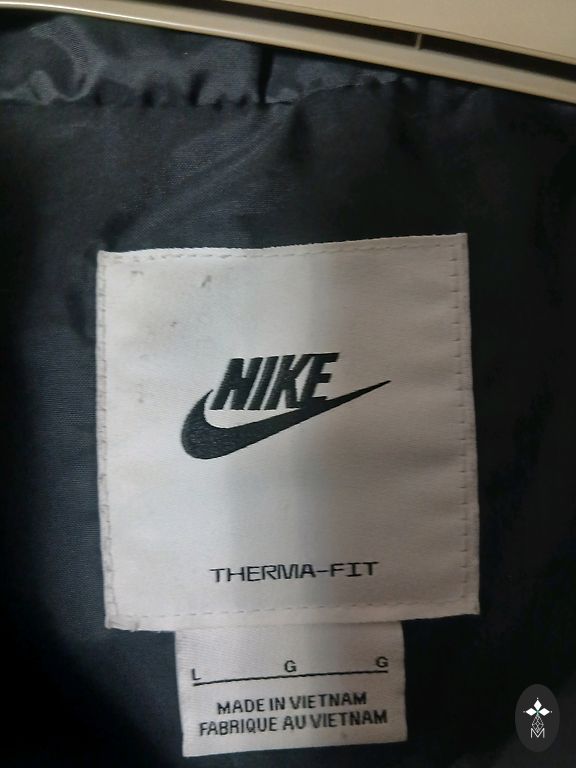 NIKE
THERMA-FIT
L G G
MADE IN VIETNAM
FABRIQUE AU VIETNAM
M